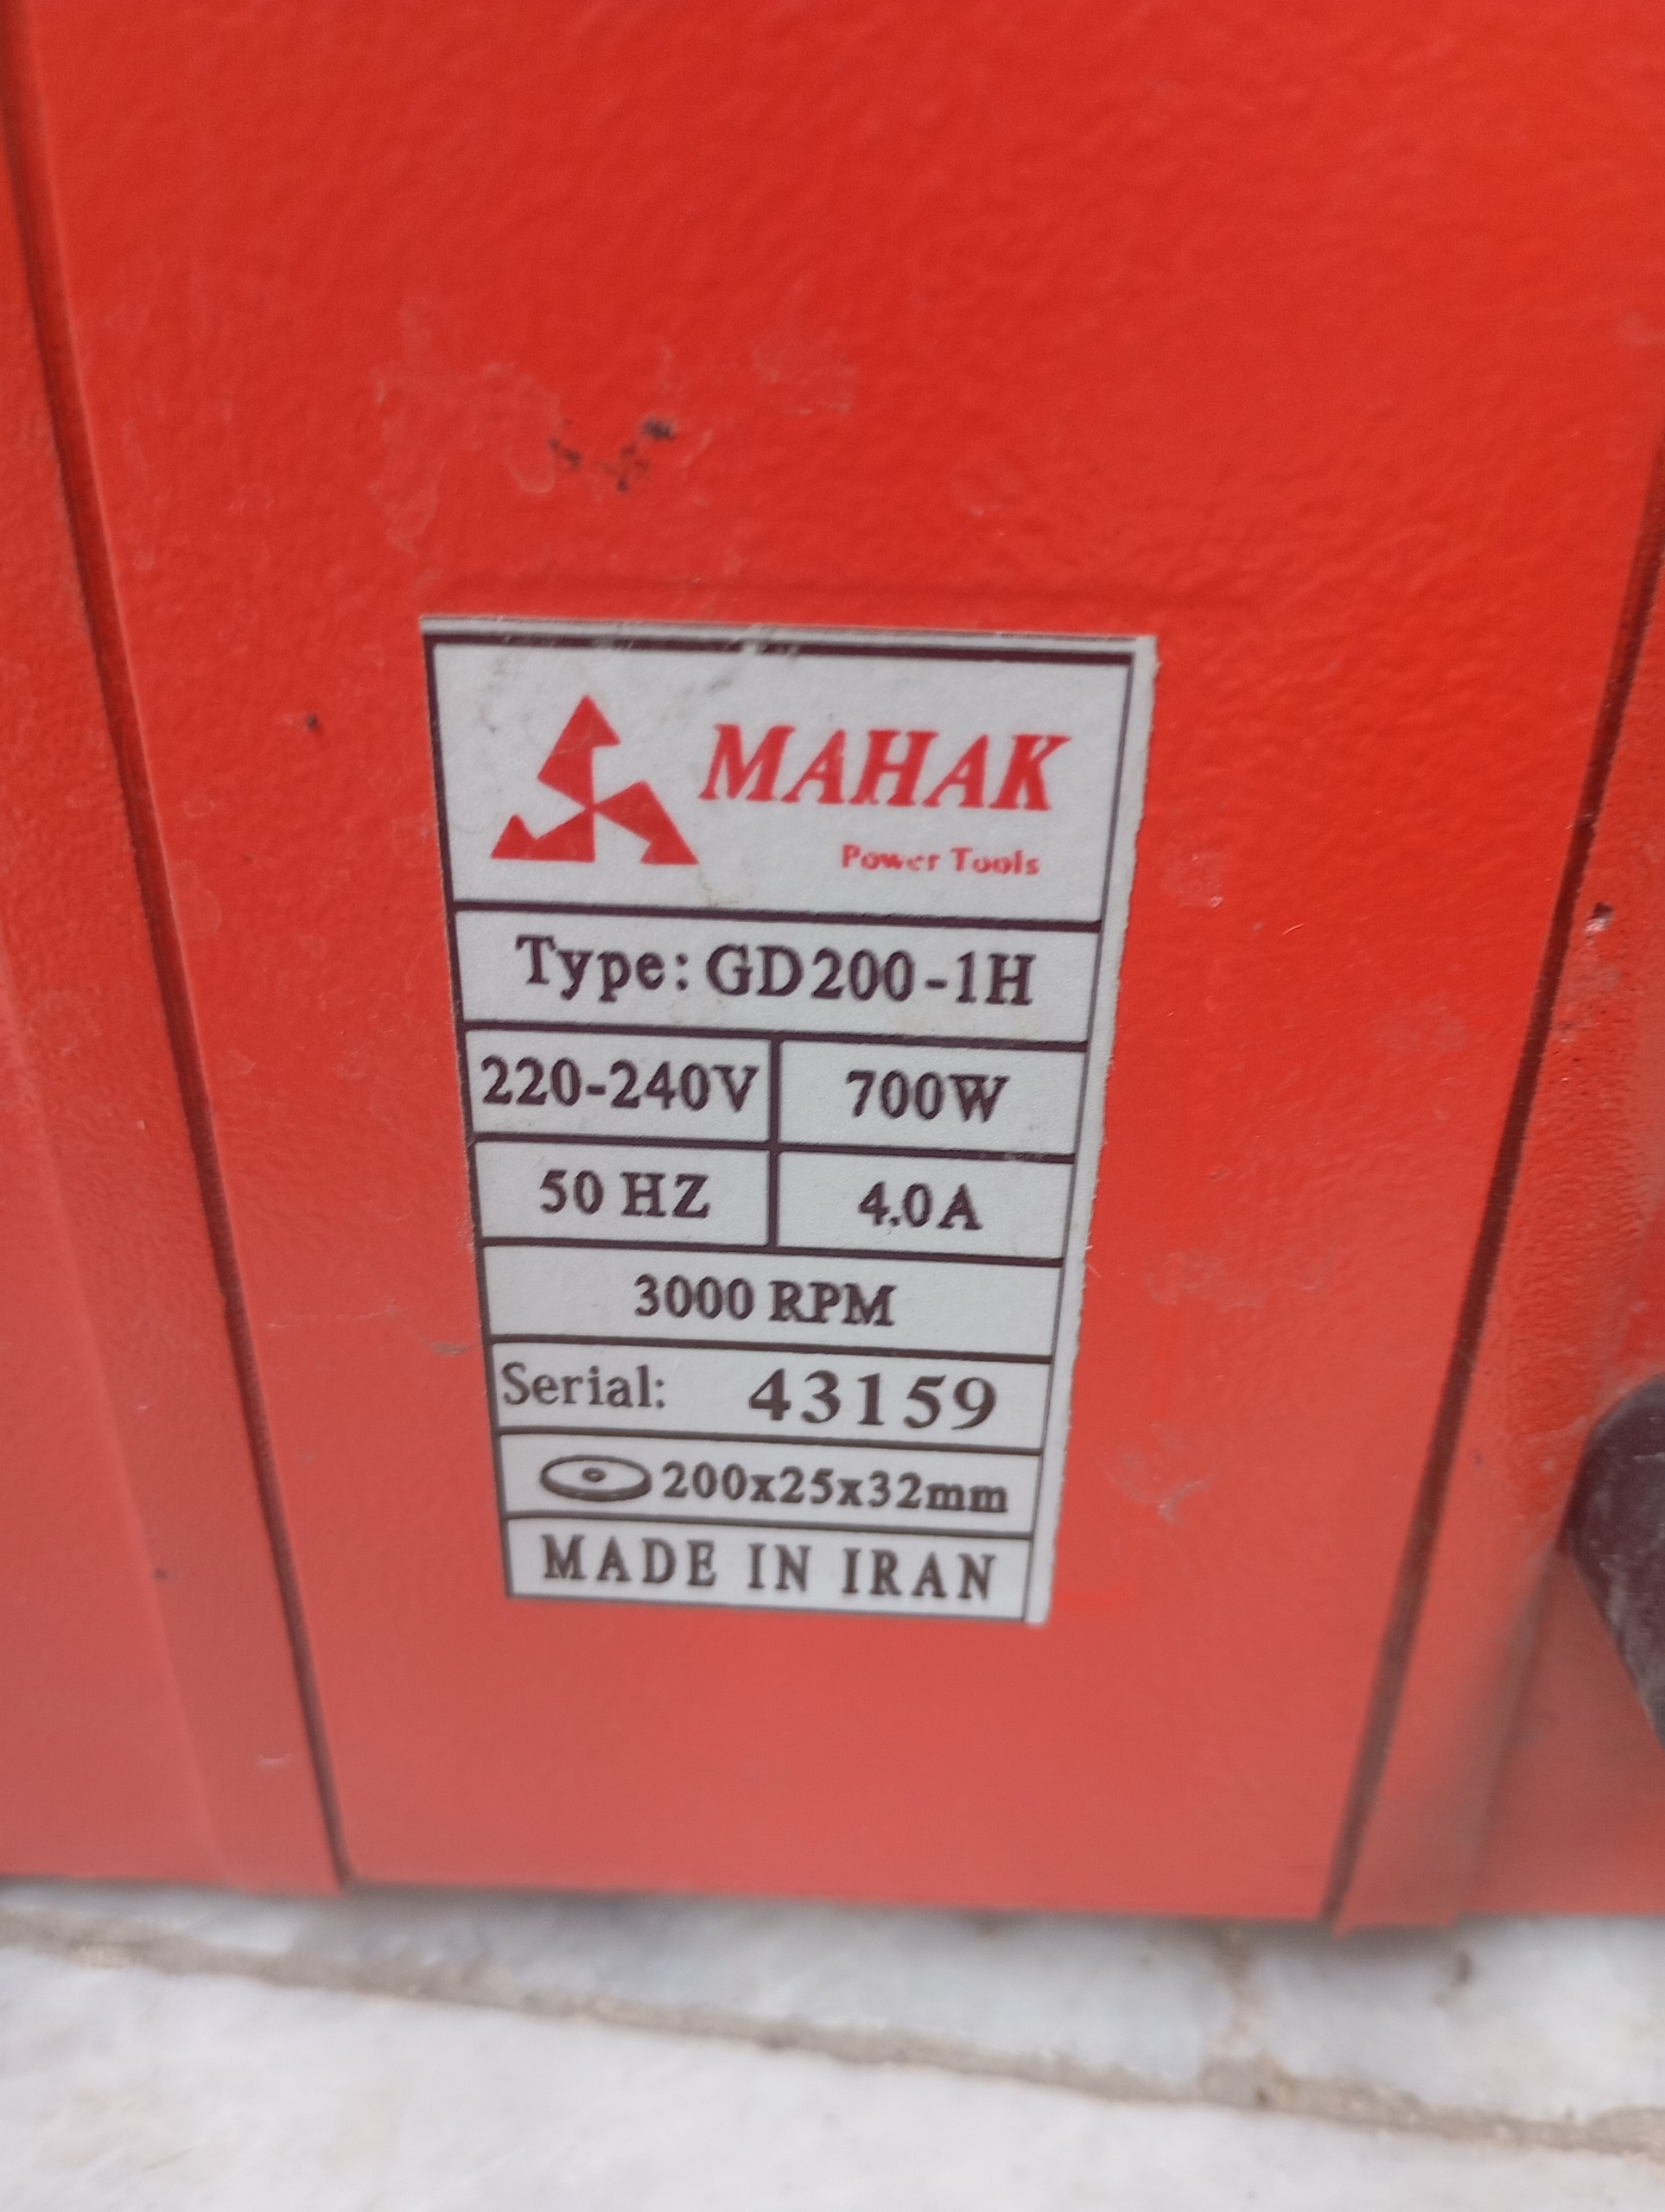 MAHAK
Power Tools
Type: GD200-1H
220-240V 700W
50 HZ 4.0A
3000 RPM
Serial: 43159
200x25x32mm
MADE IN IRAN